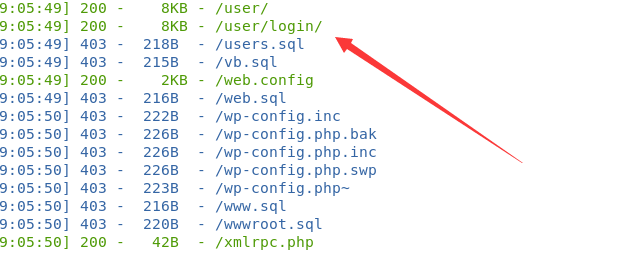 9:05:49] 200 - 8KB - /user/
9:05:49] 200 - 8KB - /user/login/
9:05:49] 403 - 218B - /users.sql
9:05:49] 403 - 215B - /vb.sql
9:05:49] 200 - 2KB - /web.config
9:05:49] 403 - 216B - /web.sql
9:05:50] 403 - 222B - /wp-config.inc
9:05:50] 403 - 226B - /wp-config.php.bak
9:05:50] 403 - 226B - /wp-config.php.inc
9:05:50] 403 - 226B - /wp-config.php.swp
9:05:50] 403 - 223B - /wp-config.php~
9:05:50] 403 - 216B - /www.sql
9:05:50] 403 - 220B - /wwwroot.sql
9:05:50] 200 - 42B - /xmlrpc.php